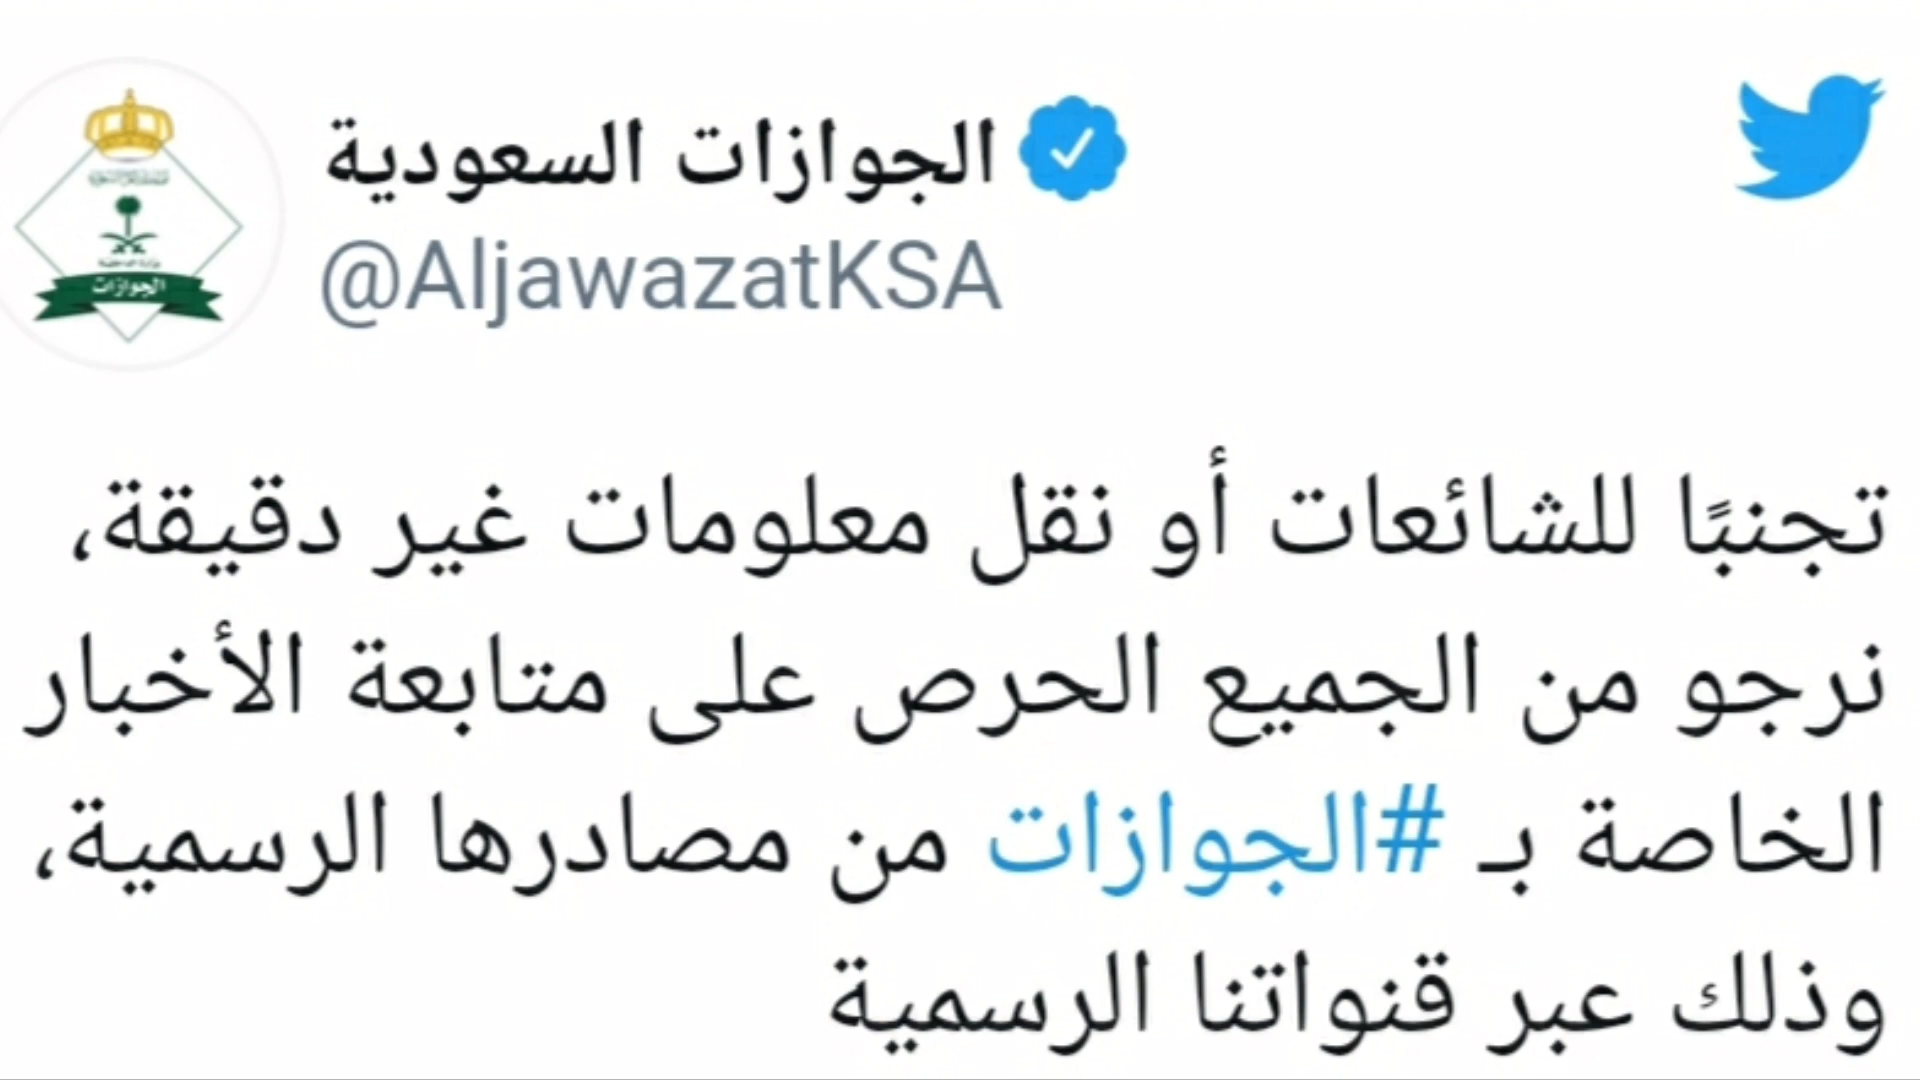 الجوازات السعودية
@AljawazatKSA
الجوازات
تجنبًا للشائعات أو نقل معلومات غير دقيقة،
نرجو من الجميع الحرص على متابعة الأخبار
الخاصة بـ #الجوازات من مصادرها الرسمية،
وذلك عبر قنواتنا الرسمية